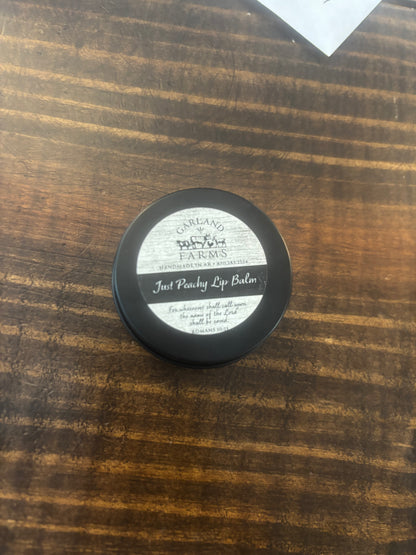 GARLAND
FARMS
HANDMADE IN AR
Just Peachy Lip Balm
For whosoever shall call upon
the name of the Lord
shall be saved.